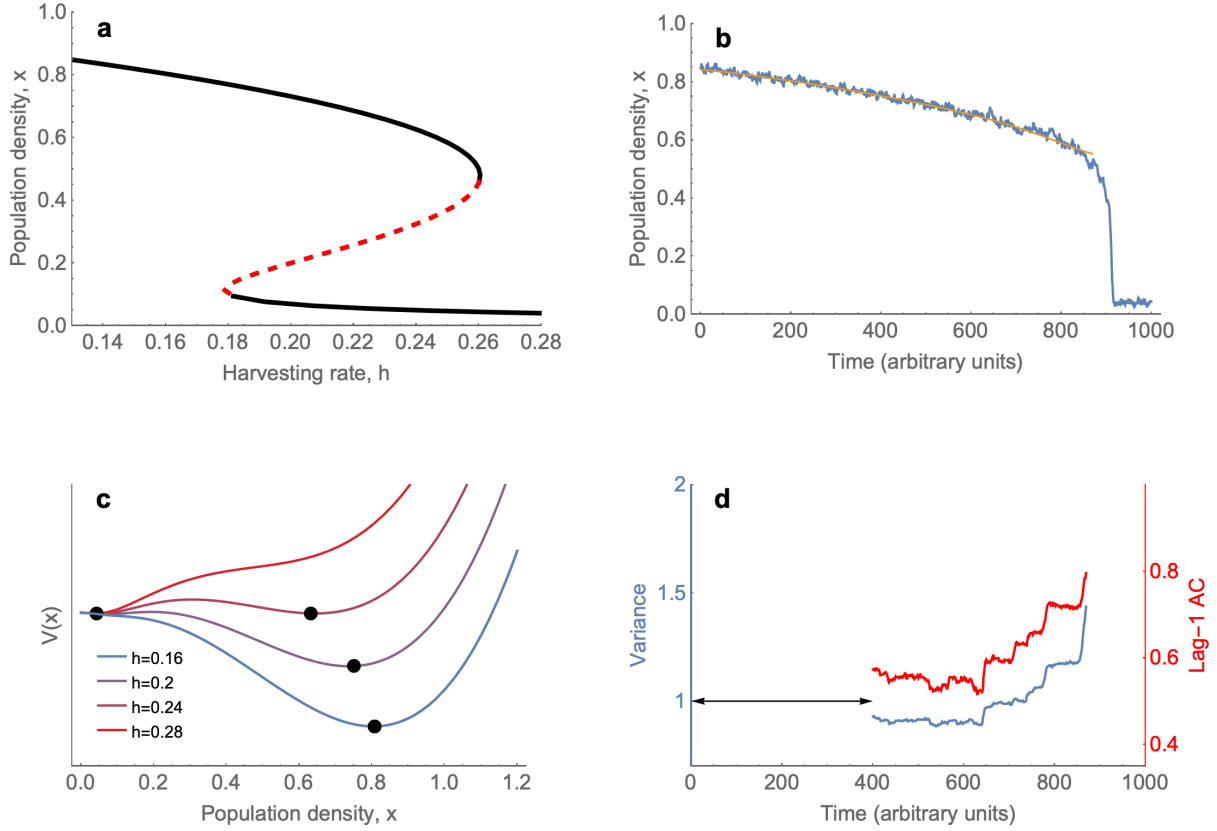 a
1.0
0.8
0.6
0.4
0.2
0.0
Population density, x
0.14 0.16 0.18 0.20 0.22 0.24 0.26 0.28
Harvesting rate, h
b
1.0
0.8
0.6
0.4
0.2
0.0
Population density, x
0 200 400 600 800 1000
Time (arbitrary units)
c
V(x)
h=0.16
h=0.2
h=0.24
h=0.28
0.0 0.2 0.4 0.6 0.8 1.0 1.2
Population density, x
d
2
1.5
1
Variance
0.8
0.6
0.4
Lag−1 AC
0 200 400 600 800 1000
Time (arbitrary units)